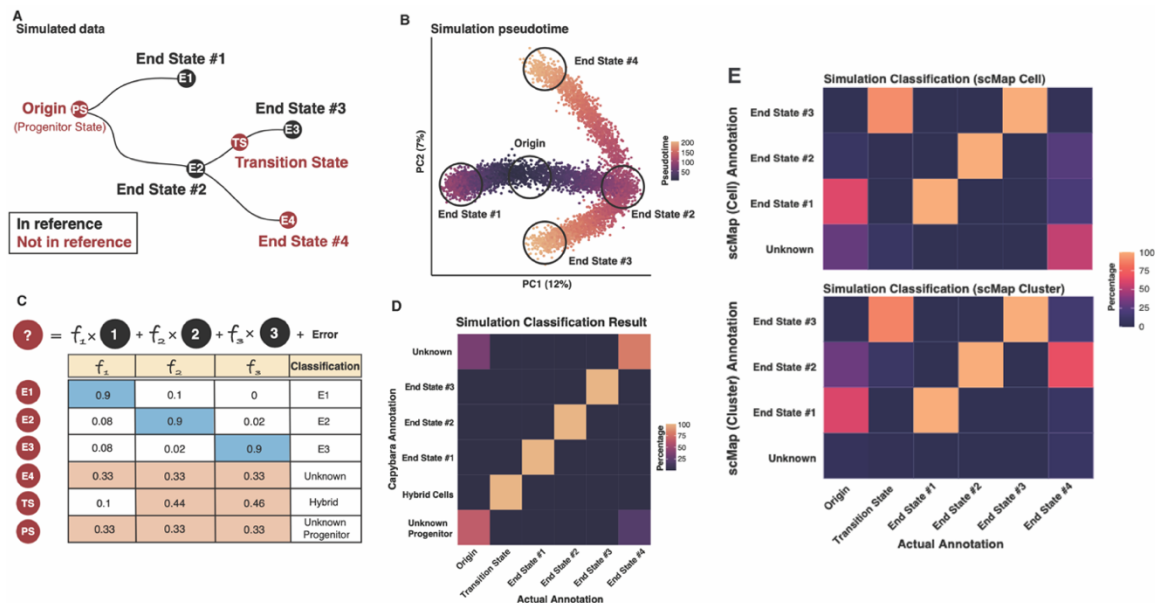 A
Simulated data
End State #1
E1
Origin
PS
(Progenitor State)
End State #3
TS
E3
Transition State
E2
End State #2
E4
End State #4
In reference
Not in reference
B
Simulation pseudotime
End State #4
Origin
End State #1
End State #2
End State #3
PC2 (7%)
PC1 (12%)
Pseudotime
200
150
100
50
C
? = f1× 1 + f2× 2 + f3× 3 + Error
f1 f2 f3 Classification
E1 0.9 0.1 0 E1
E2 0.08 0.9 0.02 E2
E3 0.08 0.02 0.9 E3
E4 0.33 0.33 0.33 Unknown
TS 0.1 0.44 0.46 Hybrid
PS 0.33 0.33 0.33 Unknown Progenitor
D
Simulation Classification Result
Capybara Annotation
Unknown
End State #3
End State #2
End State #1
Hybrid Cells
Unknown
Progenitor
Origin
Transition State
End State #1
End State #2
End State #3
End State #4
Actual Annotation
Percentage
100
75
50
25
E
Simulation Classification (scMap Cell)
scMap (Cell) Annotation
End State #3
End State #2
End State #1
Unknown
Simulation Classification (scMap Cluster)
scMap (Cluster) Annotation
End State #3
End State #2
End State #1
Unknown
Origin
Transition State
End State #1
End State #2
End State #3
End State #4
Actual Annotation
Percentage
100
75
50
25
0